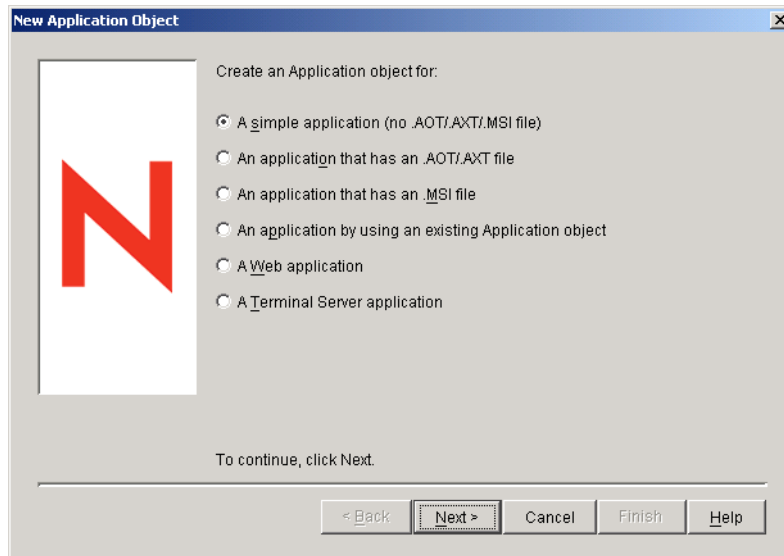 New Application Object
Create an Application object for:
A simple application (no .AOT/.AXT/.MSI file)
An application that has an .AOT/.AXT file
An application that has an .MSI file
An application by using an existing Application object
A Web application
A Terminal Server application
N
To continue, click Next.
< Back Next > Cancel Finish Help